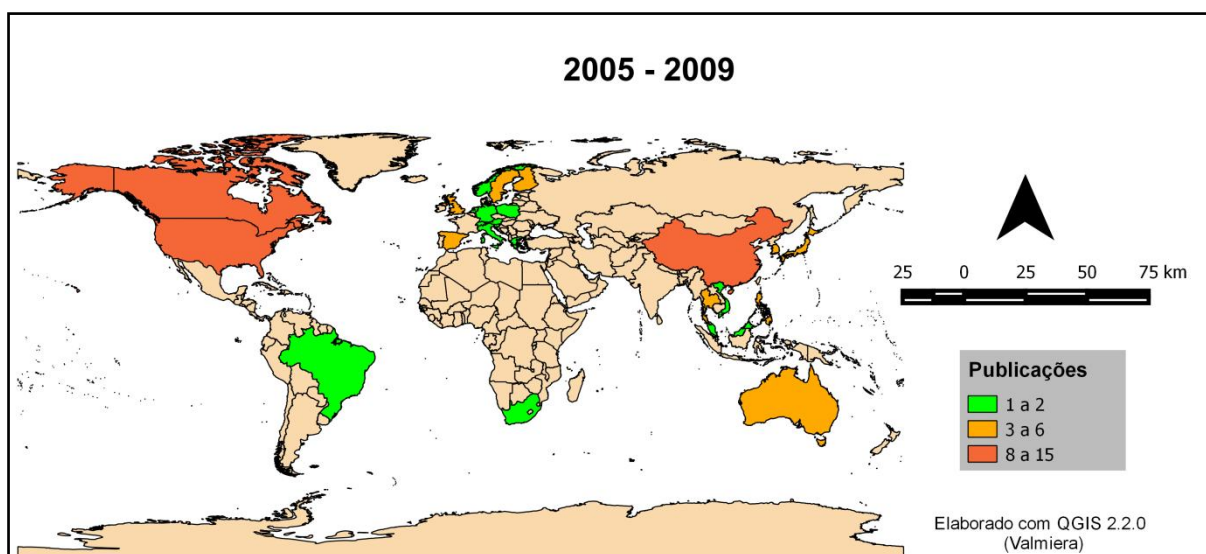 2005 - 2009
25 0 25 50 75 km
Publicações
1 a 2
3 a 6
8 a 15
Elaborado com QGIS 2.2.0
(Valmiera)